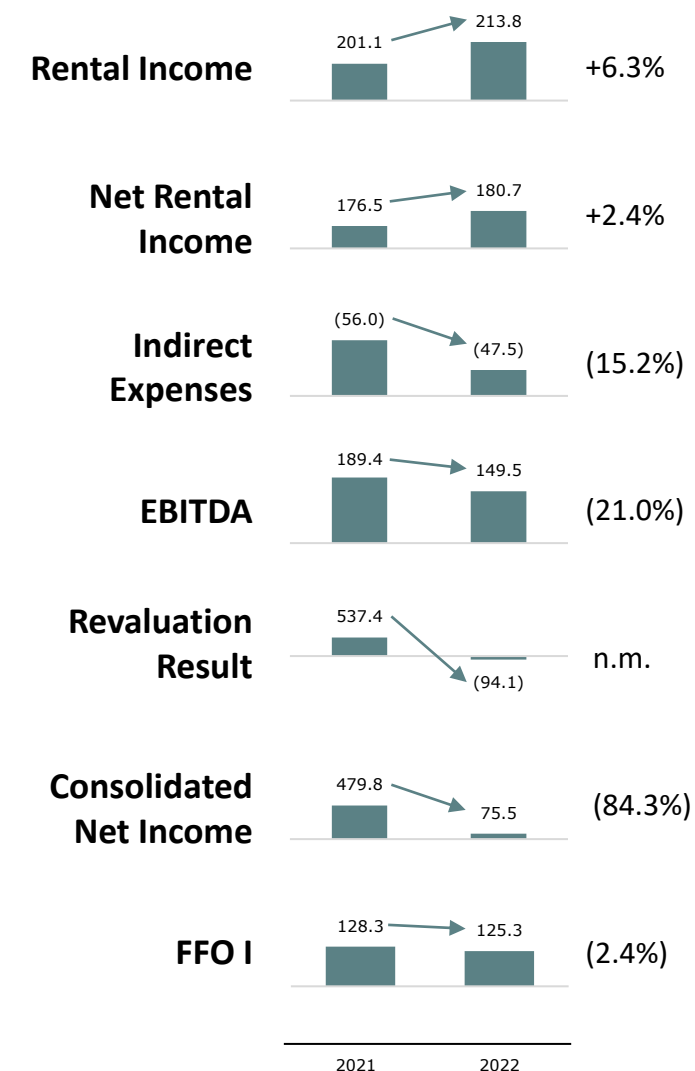 Rental Income
201.1
213.8
+6.3%
Net Rental
Income
176.5
180.7
+2.4%
Indirect
Expenses
(56.0)
(47.5)
(15.2%)
EBITDA
189.4
149.5
(21.0%)
Revaluation
Result
537.4
(94.1)
n.m.
Consolidated
Net Income
479.8
75.5
(84.3%)
FFO I
128.3
125.3
(2.4%)
2021
2022